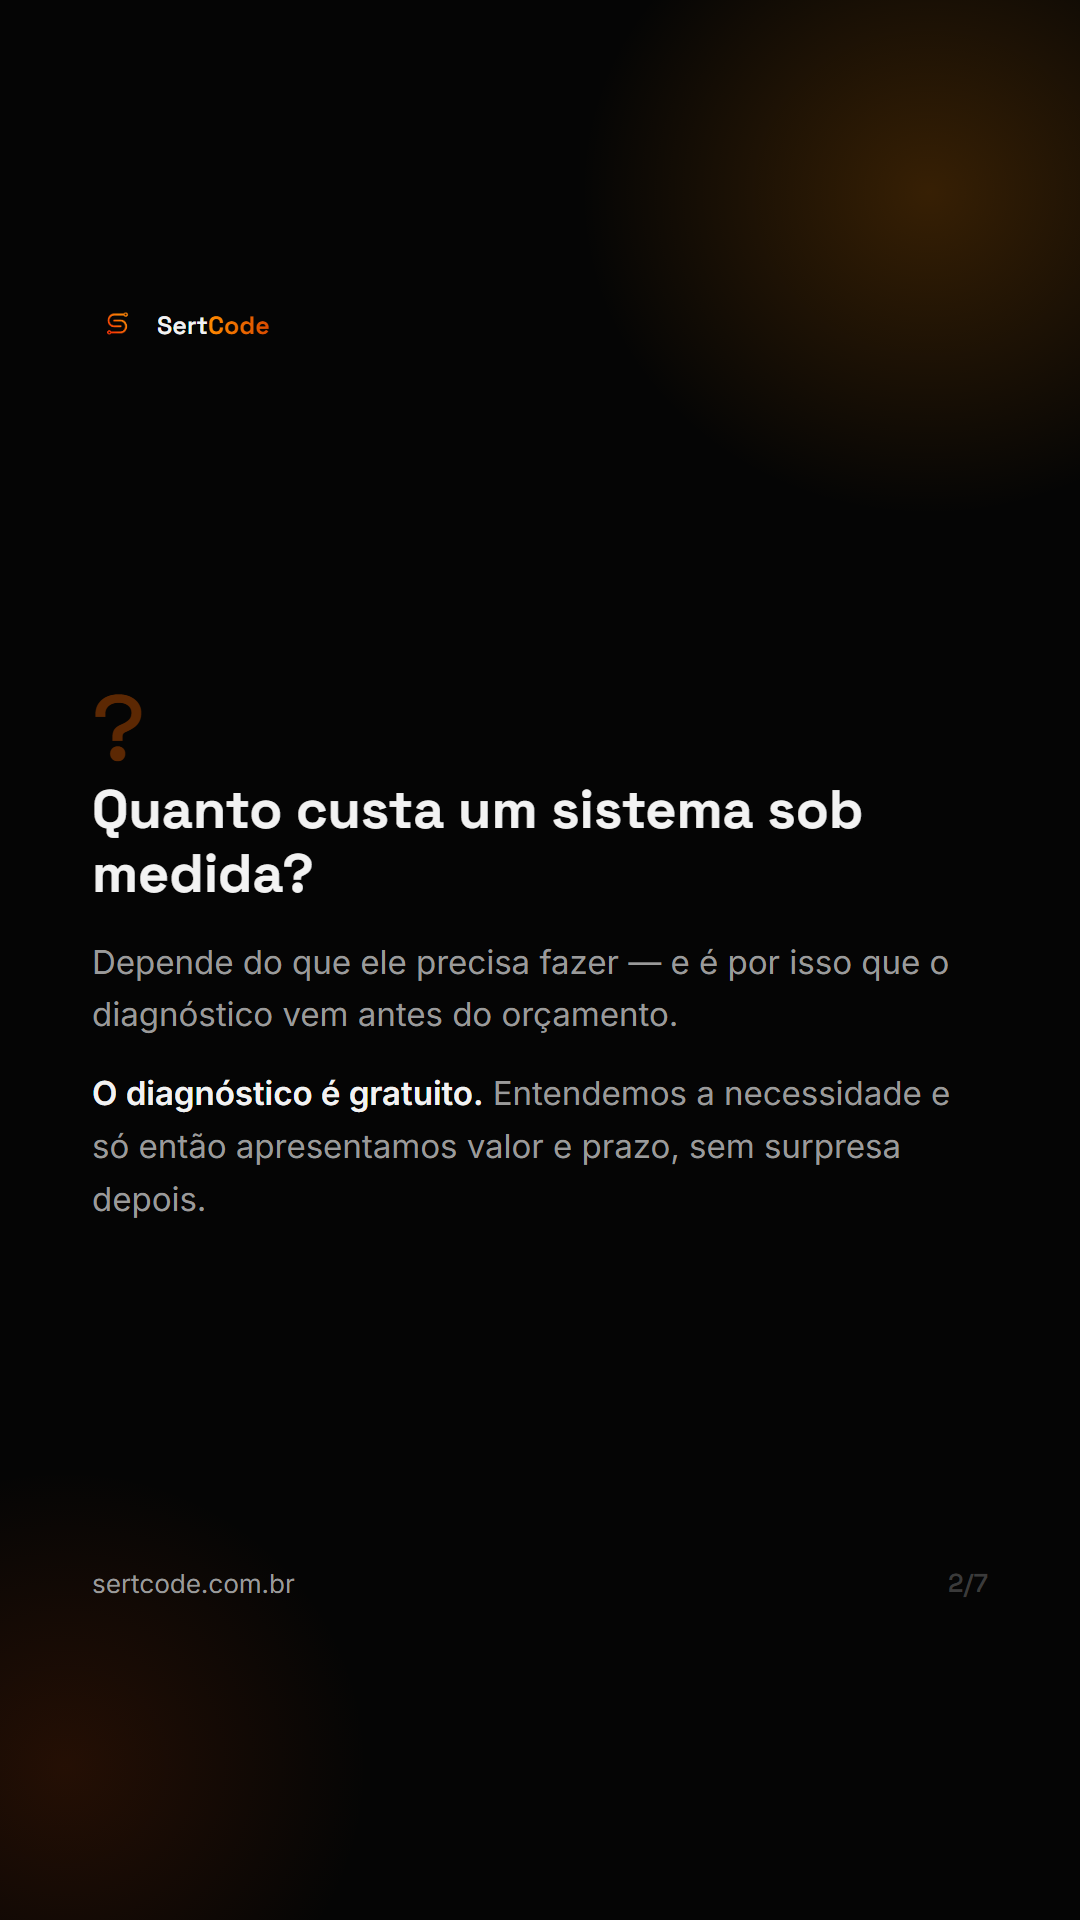 SertCode
?
Quanto custa um sistema sob
medida?
Depende do que ele precisa fazer — e é por isso que o
diagnóstico vem antes do orçamento.
O diagnóstico é gratuito. Entendemos a necessidade e
só então apresentamos valor e prazo, sem surpresa
depois.
sertcode.com.br
2/7